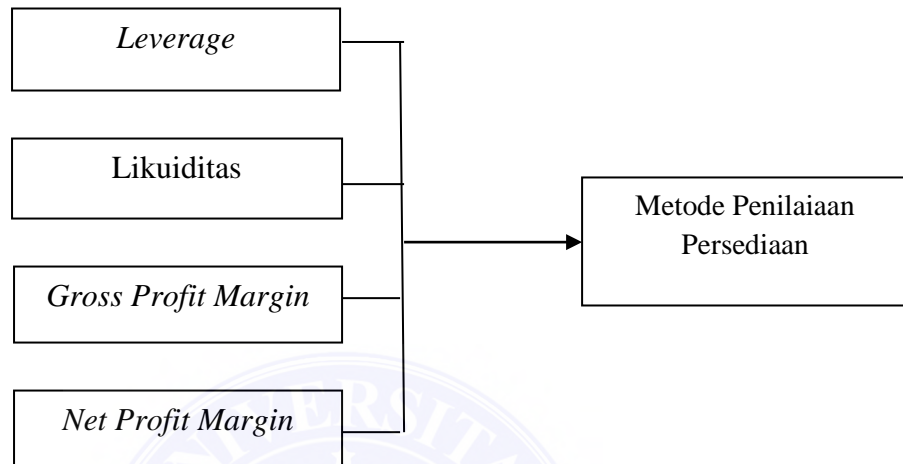 Leverage
Likuiditas
Metode Penilaiaan
Persediaan
Gross Profit Margin
Net Profit Margin